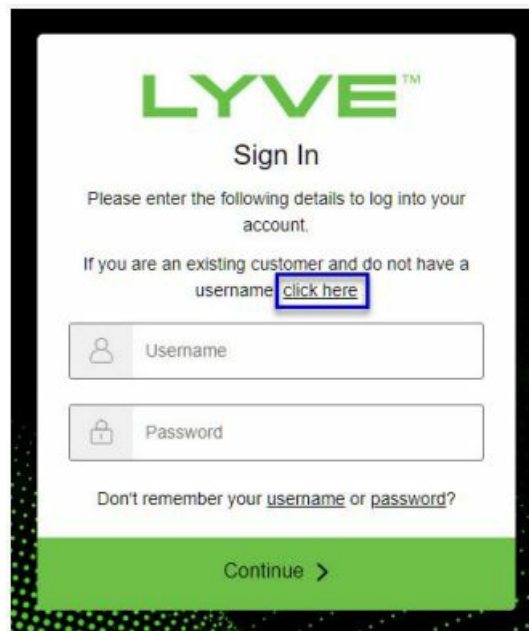 LYVE™
Sign In
Please enter the following details to log into your
account.
If you are an existing customer and do not have a
username click here
Username
Password
Don't remember your username or password?
Continue >